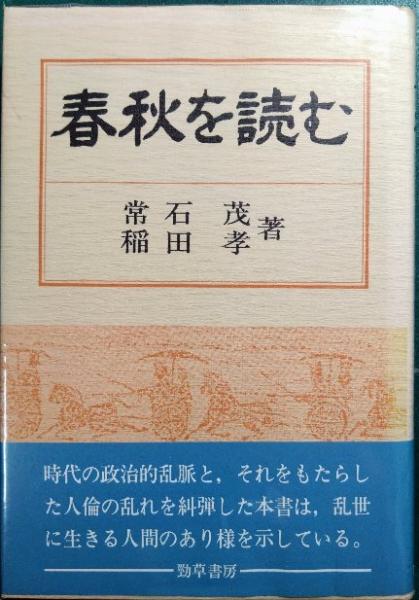 春秋を読む
常石 茂
稲田 孝
著
時代の政治的乱脈と，それをもたらし
た人倫の乱れを糾弾した本書は，乱世
に生きる人間のあり様を示している。
勁草書房